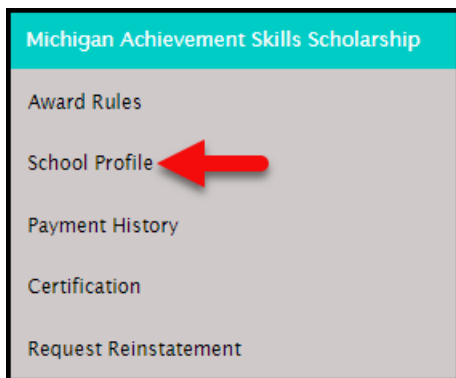 Michigan Achievement Skills Scholarship
Award Rules
School Profile
Payment History
Certification
Request Reinstatement